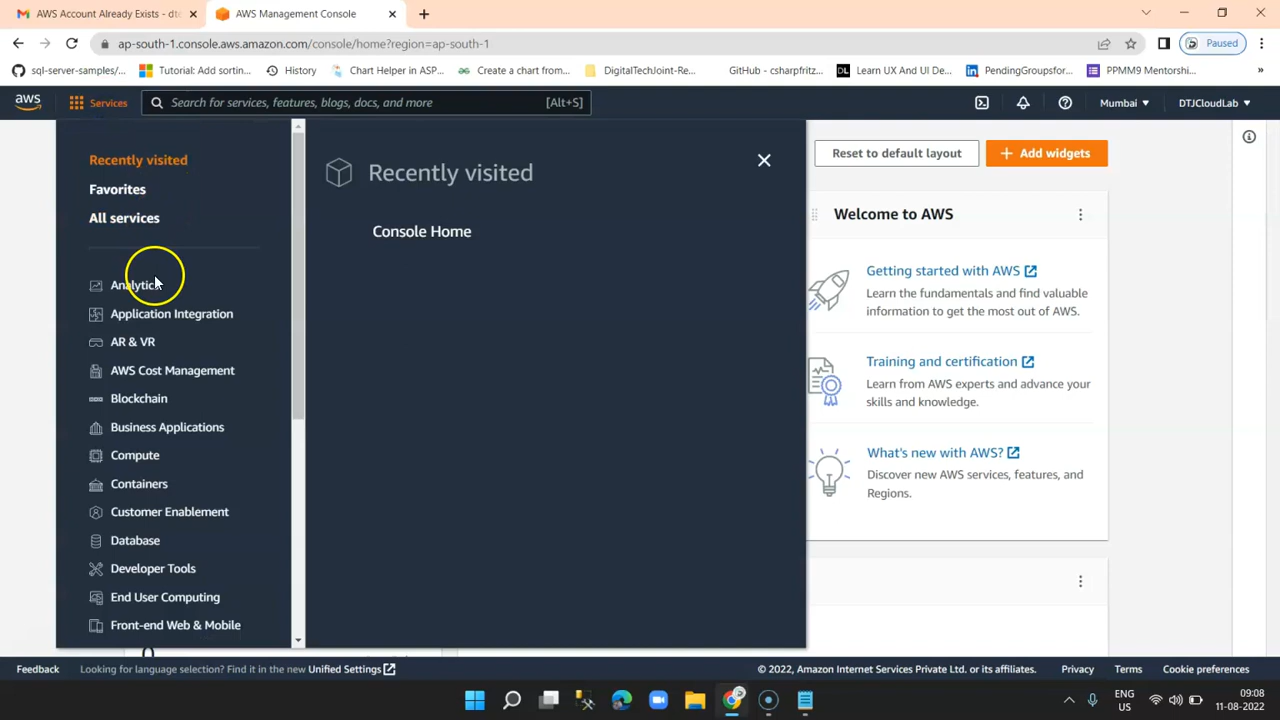 AWS Account Already Exists - dt
AWS Management Console
ap-south-1.console.aws.amazon.com/console/home?region=ap-south-1
Paused
sql-server-samples/...
Tutorial: Add sortin...
History
Chart Helper in ASP...
Create a chart from...
DigitalTechJoint-Re...
GitHub - csharpfritz...
DL
Learn UX And UI De...
PendingGroupsfor...
PPMM9 Mentorshi...
»
aws
Services
Search for services, features, blogs, docs, and more
[Alt+S]
Mumbai
DTJCloudLab
Recently visited
Favorites
All services
Analytics
Application Integration
AR & VR
AWS Cost Management
Blockchain
Business Applications
Compute
Containers
Customer Enablement
Database
Developer Tools
End User Computing
Front-end Web & Mobile
Recently visited
Console Home
Reset to default layout
Add widgets
Welcome to AWS
Getting started with AWS
Learn the fundamentals and find valuable
information to get the most out of AWS.
Training and certification
Learn from AWS experts and advance your
skills and knowledge.
What's new with AWS?
Discover new AWS services, features, and
Regions.
Feedback
Looking for language selection? Find it in the new Unified Settings
© 2022, Amazon Internet Services Private Ltd. or its affiliates.
Privacy
Terms
Cookie preferences
ENG
US
09:08
11-08-2022